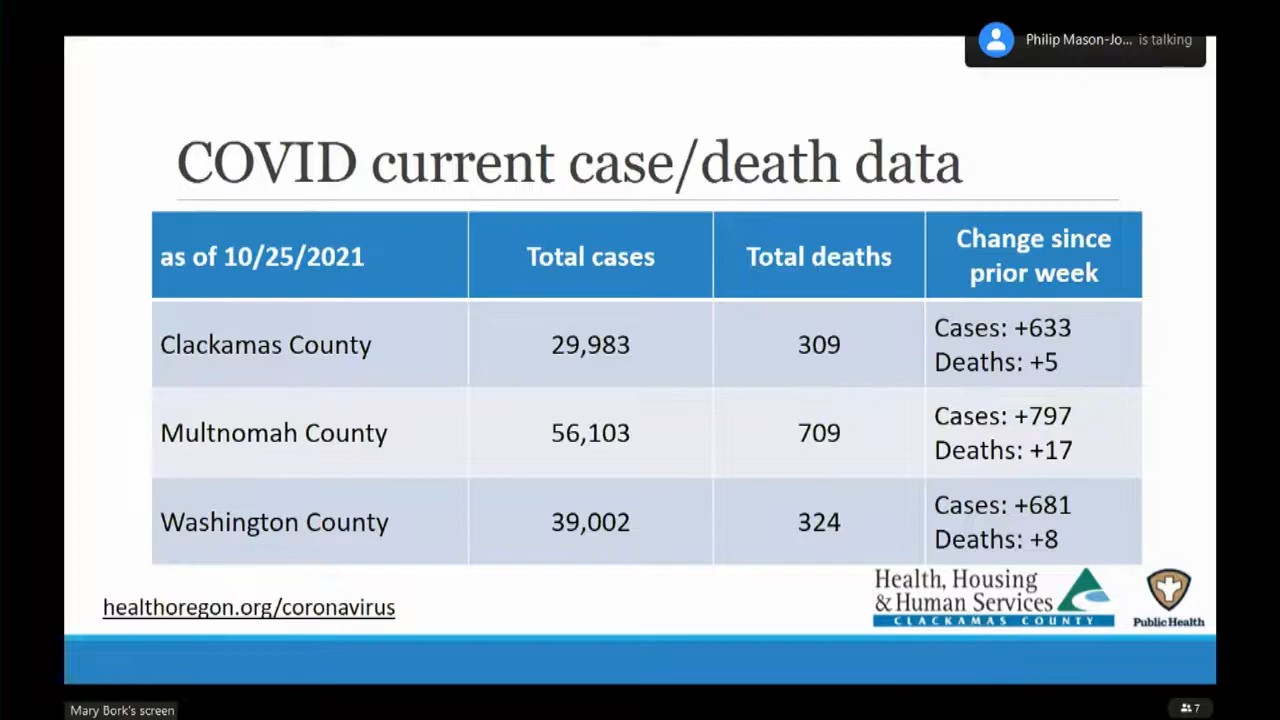 Philip Mason-Jo... is talking
COVID current case/death data
as of 10/25/2021 Total cases Total deaths Change since prior week
Clackamas County 29,983 309 Cases: +633 Deaths: +5
Multnomah County 56,103 709 Cases: +797 Deaths: +17
Washington County 39,002 324 Cases: +681 Deaths: +8
healthoregon.org/coronavirus
Health, Housing
& Human Services
CLACKAMAS COUNTY
Public Health
Mary Bork's screen
7